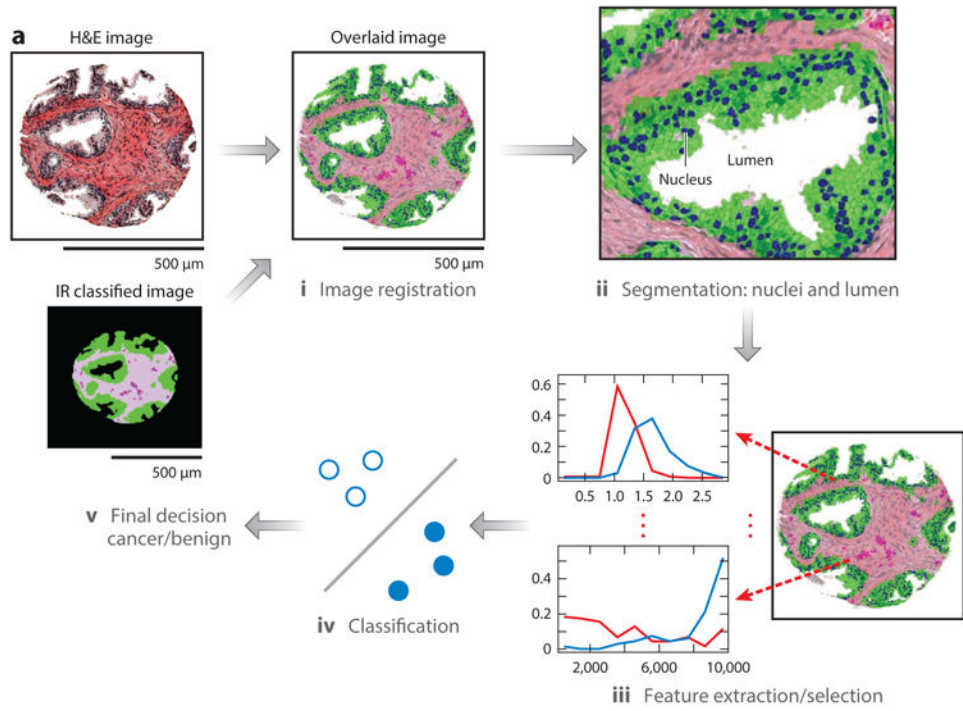 a
H&E image
Overlaid image
Lumen
Nucleus
500 µm
500 µm
i Image registration
ii Segmentation: nuclei and lumen
IR classified image
500 µm
0.6
0.4
0.2
0
0.5 1.0 1.5 2.0 2.5
v Final decision
cancer/benign
iv Classification
0.4
0.2
0
2,000 6,000 10,000
iii Feature extraction/selection